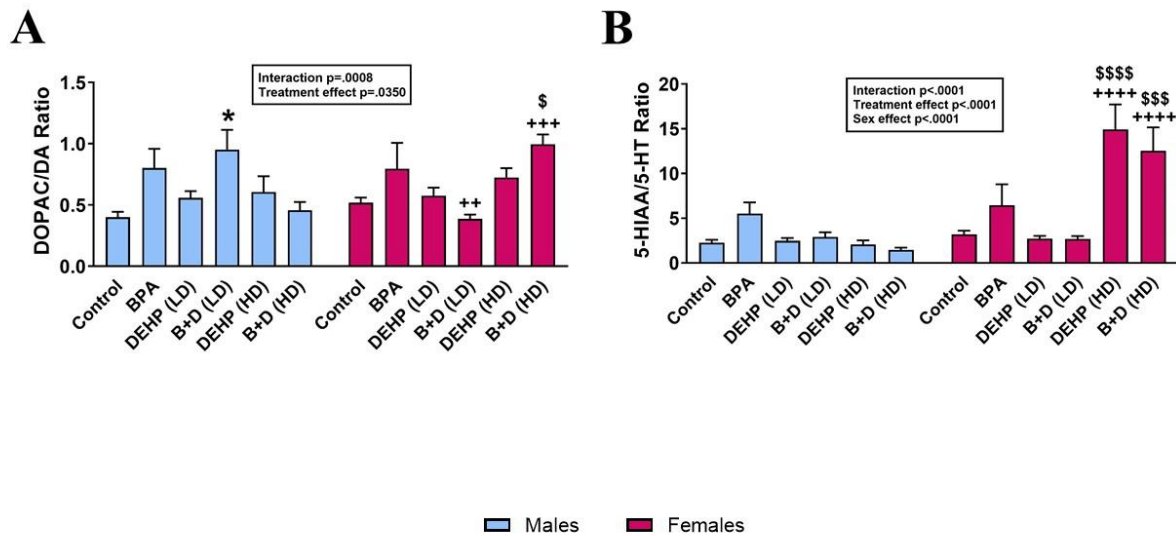 A
Interaction p=.0008
Treatment effect p=.0350
DOPAC/DA Ratio
1.5
1.0
0.5
0.0
*
++
$
+++
Control
BPA
DEHP (LD)
B+D (LD)
DEHP (HD)
B+D (HD)
Control
BPA
DEHP (LD)
B+D (LD)
DEHP (HD)
B+D (HD)
B
Interaction p<.0001
Treatment effect p<.0001
Sex effect p<.0001
5-HIAA/5-HT Ratio
20
15
10
5
0
$$$$
++++
$$$
++++
Control
BPA
DEHP (LD)
B+D (LD)
DEHP (HD)
B+D (HD)
Control
BPA
DEHP (LD)
B+D (LD)
DEHP (HD)
B+D (HD)
Males
Females